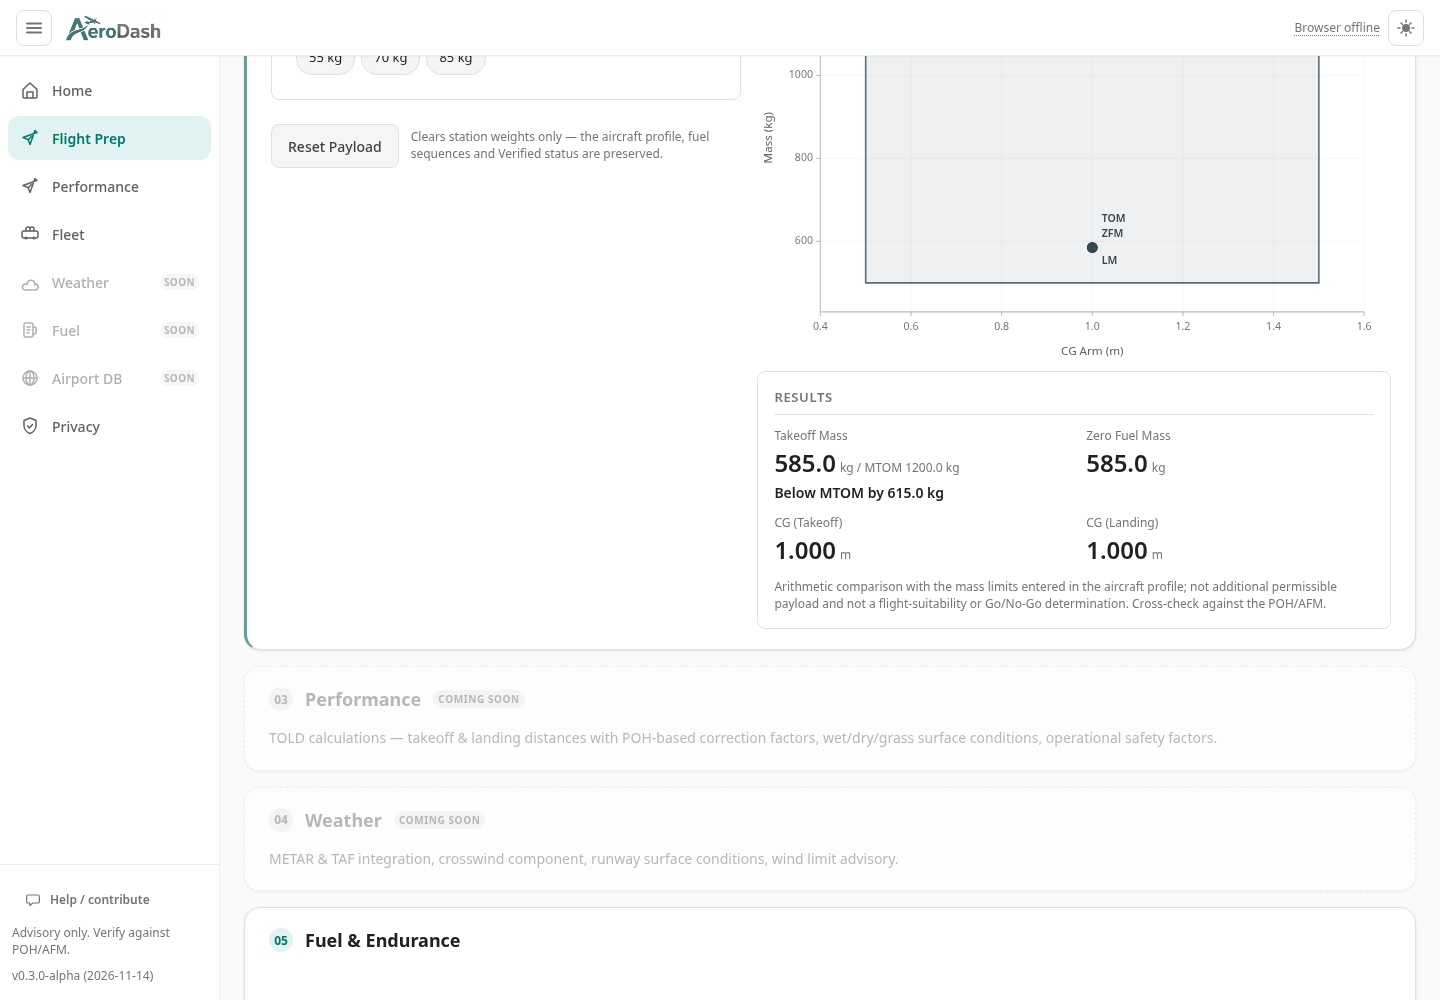 AeroDash
Browser offline
Home
Flight Prep
Performance
Fleet
Weather SOON
Fuel SOON
Airport DB SOON
Privacy
Help / contribute
Advisory only. Verify against
POH/AFM.
v0.3.0-alpha (2026-11-14)
55 kg 70 kg 85 kg
Reset Payload
Clears station weights only — the aircraft profile, fuel
sequences and Verified status are preserved.
Mass (kg)
1000
800
600
TOM
ZFM
LM
0.4 0.6 0.8 1.0 1.2 1.4 1.6
CG Arm (m)
RESULTS
Takeoff Mass
585.0 kg / MTOM 1200.0 kg
Below MTOM by 615.0 kg
Zero Fuel Mass
585.0 kg
CG (Takeoff)
1.000 m
CG (Landing)
1.000 m
Arithmetic comparison with the mass limits entered in the aircraft profile; not additional permissible
payload and not a flight-suitability or Go/No-Go determination. Cross-check against the POH/AFM.
03 Performance COMING SOON
TOLD calculations — takeoff & landing distances with POH-based correction factors, wet/dry/grass surface conditions, operational safety factors.
04 Weather COMING SOON
METAR & TAF integration, crosswind component, runway surface conditions, wind limit advisory.
05 Fuel & Endurance